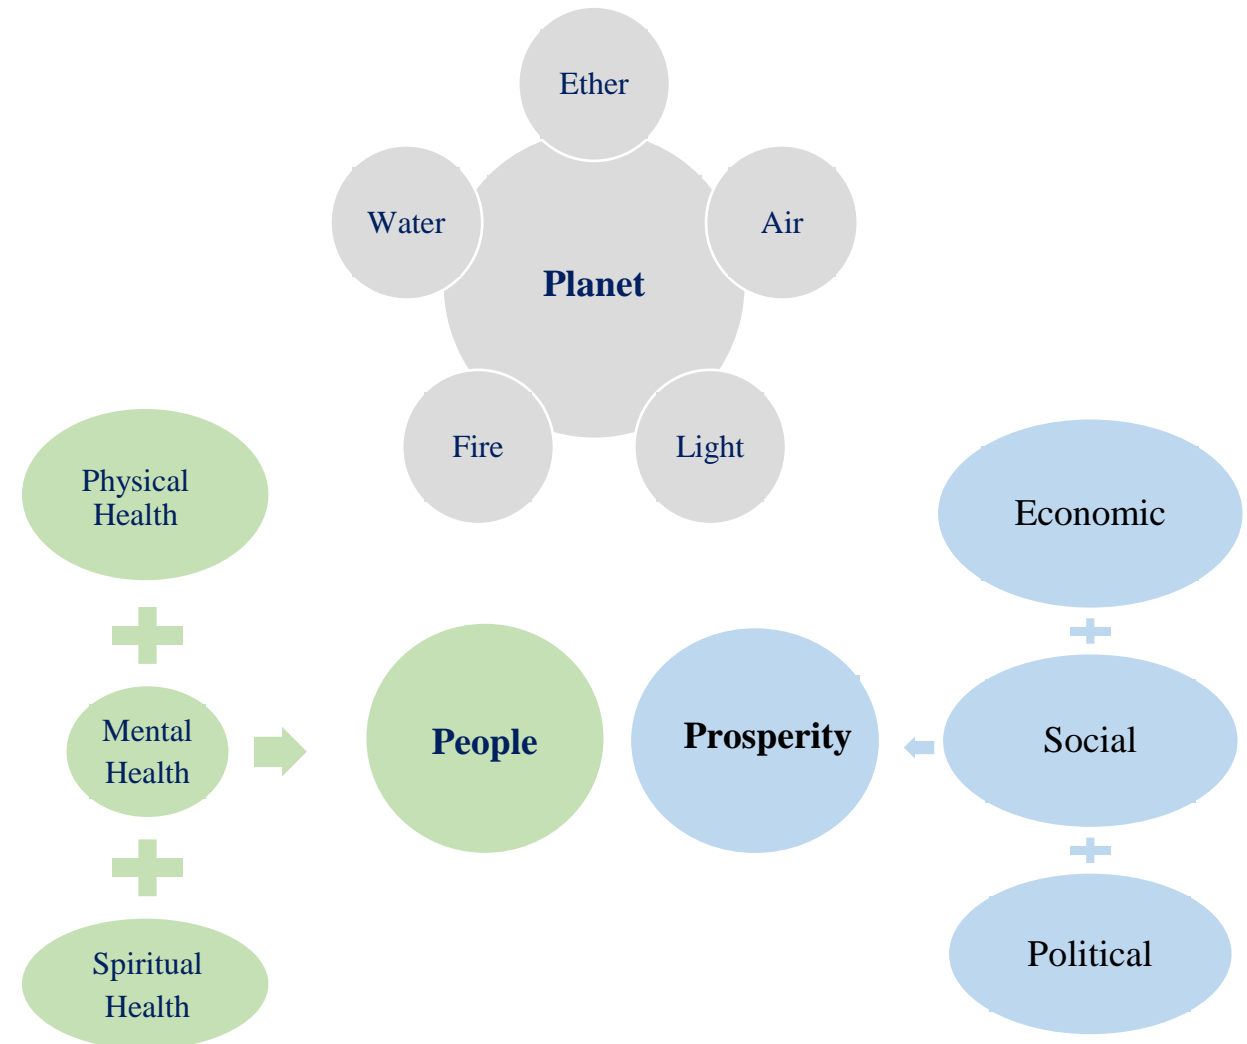 Ether
Water
Air
Planet
Fire
Light
Physical
Health
Economic
Mental
Health
People
Prosperity
Social
Spiritual
Health
Political